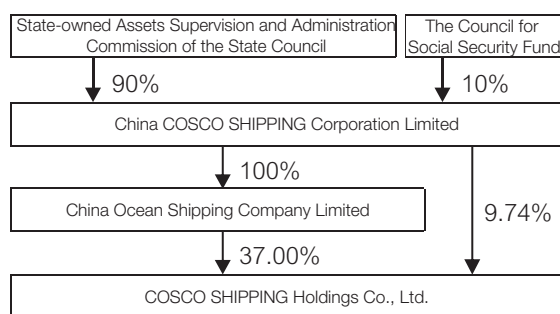 State-owned Assets Supervision and Administration
Commission of the State Council
The Council for
Social Security Fund
90%
10%
China COSCO SHIPPING Corporation Limited
100%
China Ocean Shipping Company Limited
9.74%
37.00%
COSCO SHIPPING Holdings Co., Ltd.